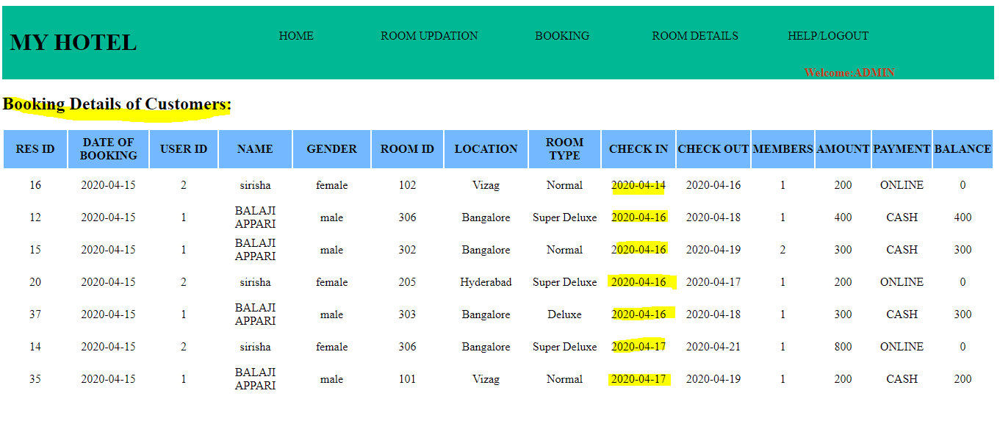 MY HOTEL
HOME ROOM UPDATION BOOKING ROOM DETAILS HELP/LOGOUT
Welcome:ADMIN
Booking Details of Customers:
RES ID DATE OF BOOKING USER ID NAME GENDER ROOM ID LOCATION ROOM TYPE CHECK IN CHECK OUT MEMBERS AMOUNT PAYMENT BALANCE
16 2020-04-15 2 sirisha female 102 Vizag Normal 2020-04-14 2020-04-16 1 200 ONLINE 0
12 2020-04-15 1 BALAJI APPARI male 306 Bangalore Super Deluxe 2020-04-16 2020-04-18 1 400 CASH 400
15 2020-04-15 1 BALAJI APPARI male 302 Bangalore Normal 2020-04-16 2020-04-19 2 300 CASH 300
20 2020-04-15 2 sirisha female 205 Hyderabad Super Deluxe 2020-04-16 2020-04-17 1 200 ONLINE 0
37 2020-04-15 1 BALAJI APPARI male 303 Bangalore Deluxe 2020-04-16 2020-04-18 1 300 CASH 300
14 2020-04-15 2 sirisha female 306 Bangalore Super Deluxe 2020-04-17 2020-04-21 1 800 ONLINE 0
35 2020-04-15 1 BALAJI APPARI male 101 Vizag Normal 2020-04-17 2020-04-19 1 200 CASH 200